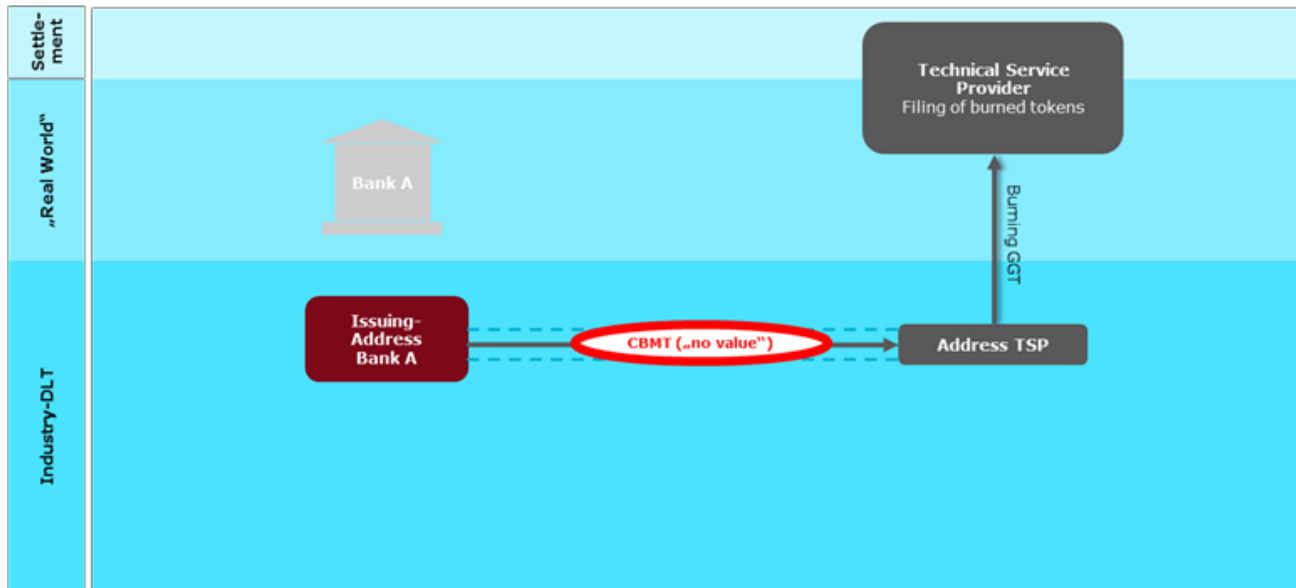 Settle-
ment
„Real World“
Industry-DLT
Technical Service
Provider
Filing of burned tokens
Bank A
Burning GGT
Issuing-
Address
Bank A
CBMT („no value“)
Address TSP